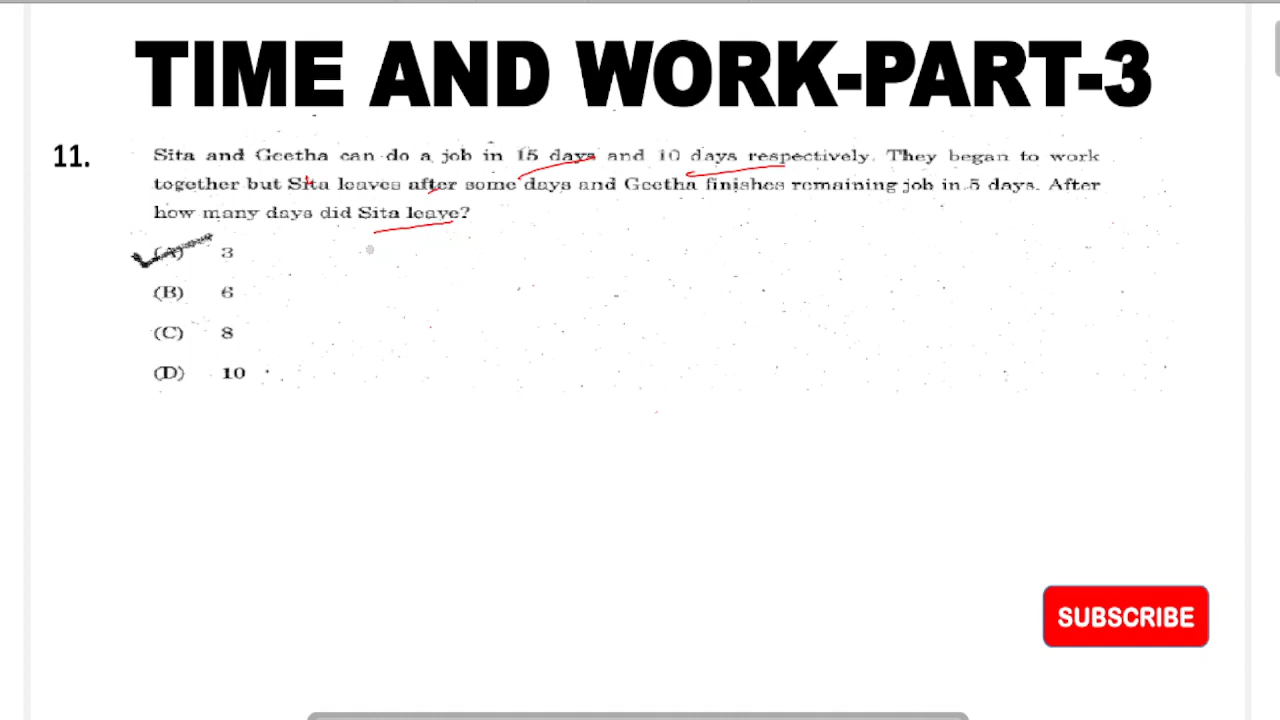 TIME AND WORK-PART-3
11. Sita and Geetha can do a job in 15 days and 10 days respectively. They began to work
together but Sita leaves after some days and Geetha finishes remaining job in 5 days. After
how many days did Sita leave?
(A) 3
(B) 6
(C) 8
(D) 10
SUBSCRIBE